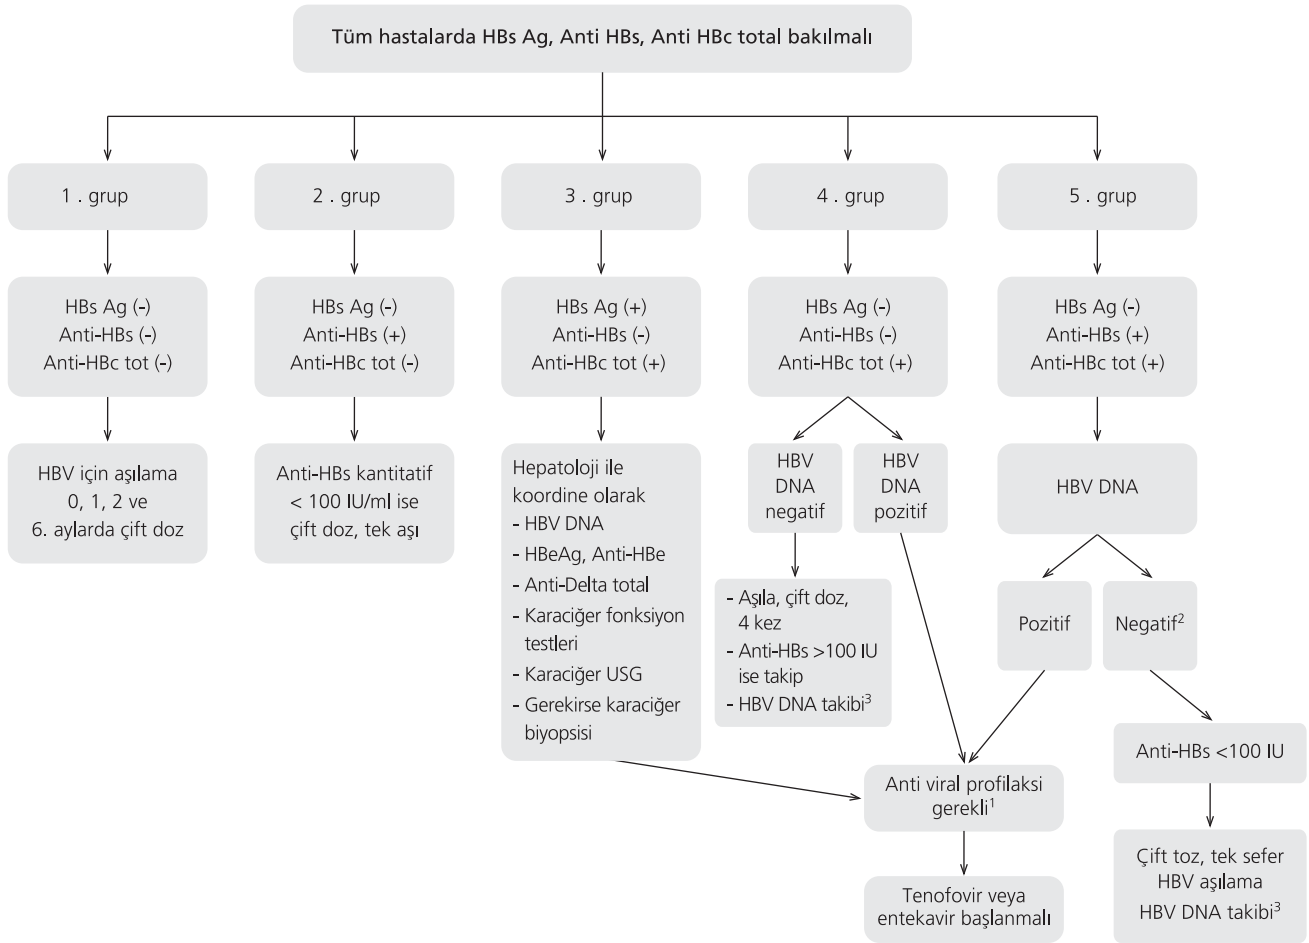 Tüm hastalarda HBs Ag, Anti HBs, Anti HBc total bakılmalı
1 . grup
2 . grup
3 . grup
4 . grup
5 . grup
HBs Ag (-)
Anti-HBs (-)
Anti-HBc tot (-)
HBs Ag (-)
Anti-HBs (+)
Anti-HBc tot (-)
HBs Ag (+)
Anti-HBs (-)
Anti-HBc tot (+)
HBs Ag (-)
Anti-HBs (-)
Anti-HBc tot (+)
HBs Ag (-)
Anti-HBs (+)
Anti-HBc tot (+)
HBV için aşılama
0, 1, 2 ve
6. aylarda çift doz
Anti-HBs kantitatif
< 100 IU/ml ise
çift doz, tek aşı
Hepatoloji ile
koordine olarak
- HBV DNA
- HBeAg, Anti-HBe
- Anti-Delta total
- Karaciğer fonksiyon
testleri
- Karaciğer USG
- Gerekirse karaciğer
biyopsisi
HBV
DNA
negatif
HBV
DNA
pozitif
HBV DNA
- Aşıla, çift doz,
4 kez
- Anti-HBs >100 IU
ise takip
- HBV DNA takibi³
Pozitif
Negatif²
Anti-HBs <100 IU
Anti viral profilaksi
gerekli¹
Çift toz, tek sefer
HBV aşılama
HBV DNA takibi³
Tenofovir veya
entekavir başlanmalı